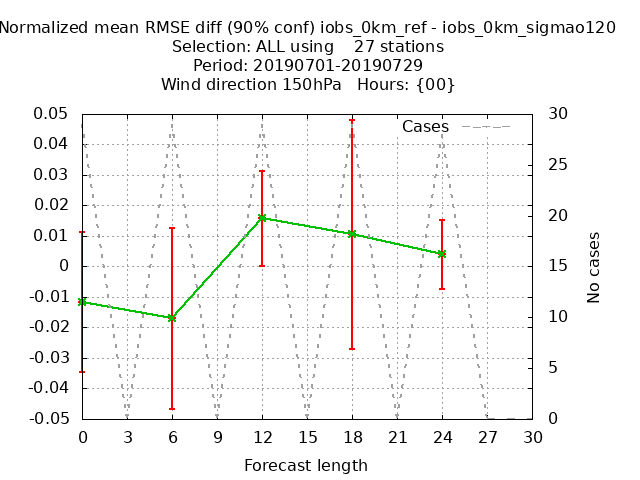 Normalized mean RMSE diff (90% conf) iobs_0km_ref - iobs_0km_sigmao120
Selection: ALL using    27 stations
Period: 20190701-20190729
Wind direction 150hPa   Hours: {00}
Cases
0.05
0.04
0.03
0.02
0.01
0
-0.01
-0.02
-0.03
-0.04
-0.05
30
25
20
15
10
5
0
No cases
0 3 6 9 12 15 18 21 24 27 30
Forecast length